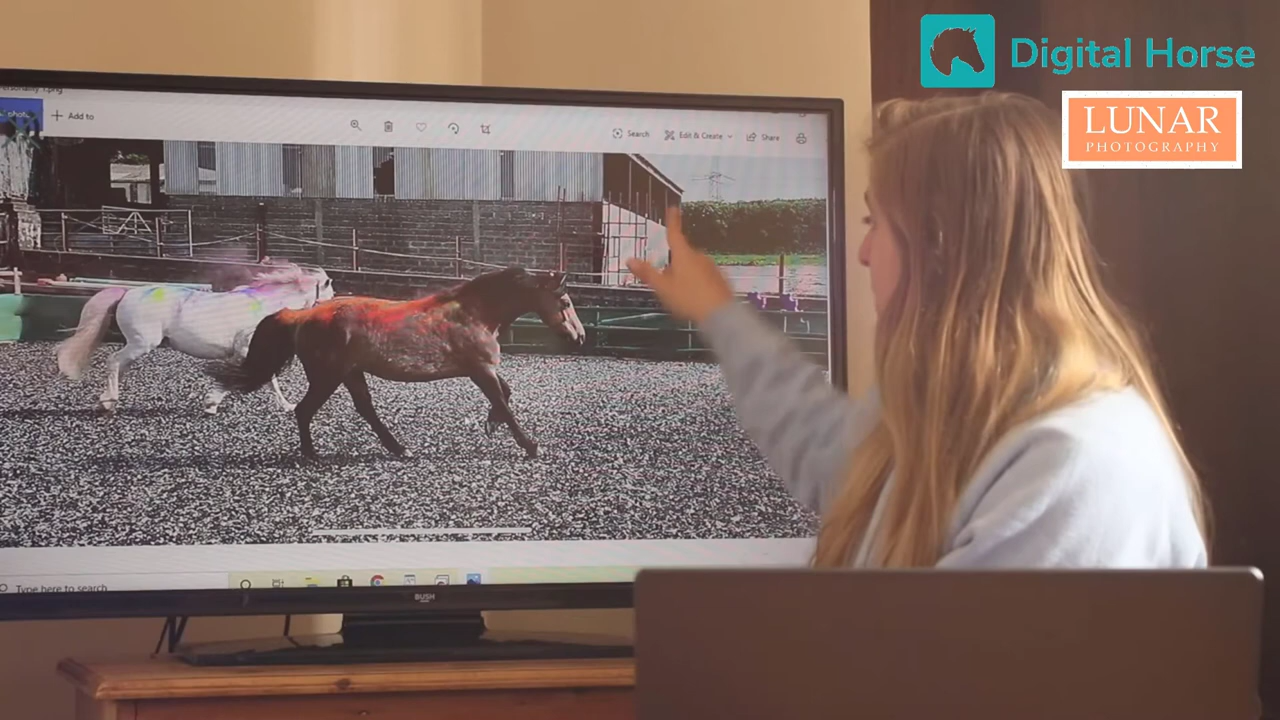 Digital Horse
LUNAR
PHOTOGRAPHY
Add to
Search
Edit & Create
Share
Type here to search
BUSH